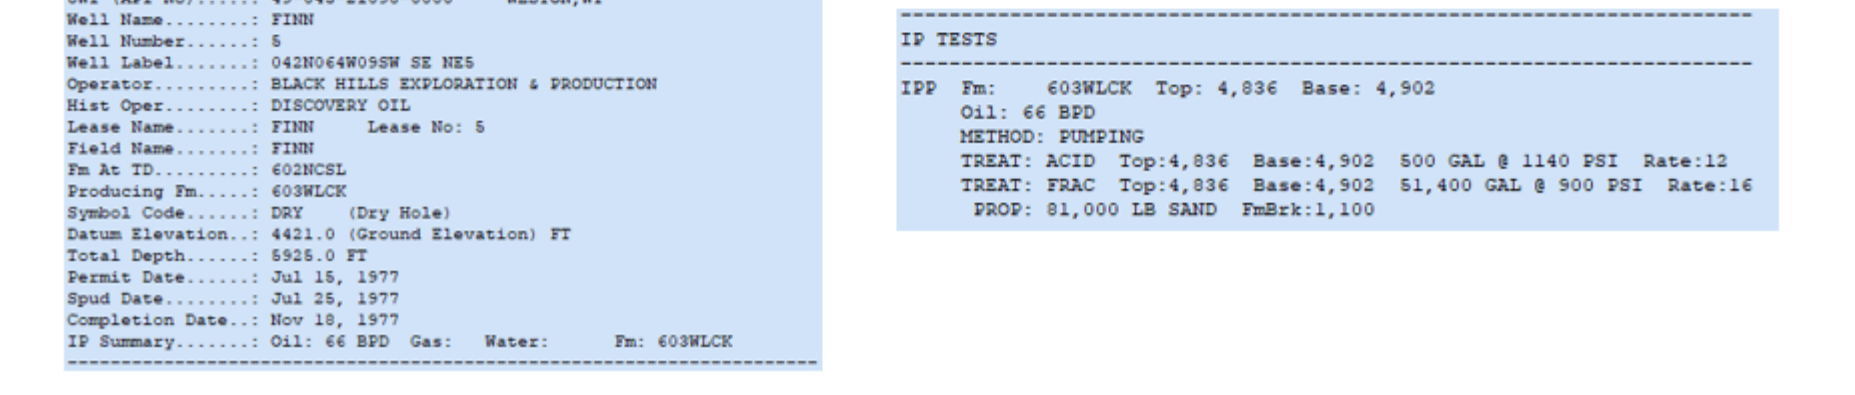 Well Name........: FINN
Well Number......: 5
Well Label.......: 042N064W09SW SE NE5
Operator.........: BLACK HILLS EXPLORATION & PRODUCTION
Hist Oper........: DISCOVERY OIL
Lease Name.......: FINN     Lease No: 5
Field Name.......: FINN
Fm At TD.........: 602NCSL
Producing Fm.....: 603WLCK
Symbol Code......: DRY    (Dry Hole)
Datum Elevation..: 4421.0 (Ground Elevation) FT
Total Depth......: 5925.0 FT
Permit Date......: Jul 15, 1977
Spud Date........: Jul 25, 1977
Completion Date..: Nov 18, 1977
IP Summary.......: Oil: 66 BPD  Gas:   Water:      Fm: 603WLCK
IP TESTS
IPP  Fm:    603WLCK  Top: 4,836  Base: 4,902
Oil: 66 BPD
METHOD: PUMPING
TREAT: ACID  Top:4,836  Base:4,902  500 GAL @ 1140 PSI  Rate:12
TREAT: FRAC  Top:4,836  Base:4,902  51,400 GAL @ 900 PSI  Rate:16
PROP: 81,000 LB SAND  FmBrk:1,100